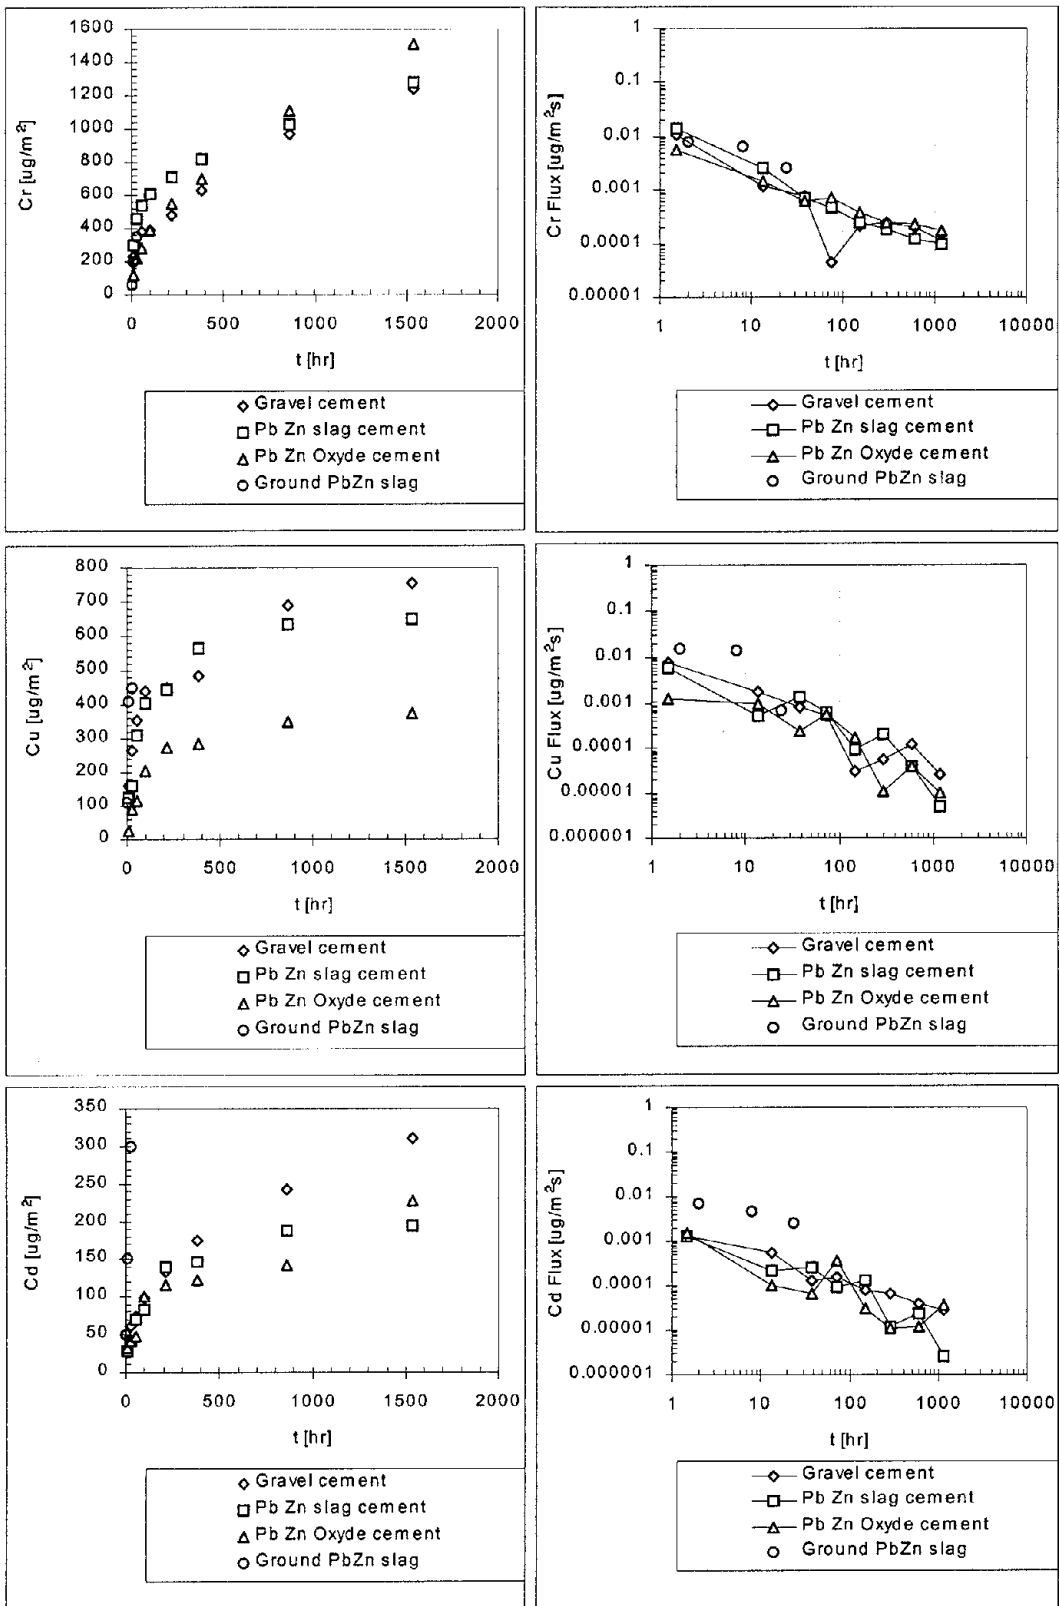 Cr [ug/m²]
1600
1400
1200
1000
800
600
400
200
0
0 500 1000 1500 2000
t [hr]
Gravel cement
Pb Zn slag cement
Pb Zn Oxyde cement
Ground PbZn slag
Cr Flux [ug/m²s]
1
0.1
0.01
0.001
0.0001
0.00001
1 10 100 1000 10000
t [hr]
Gravel cement
Pb Zn slag cement
Pb Zn Oxyde cement
Ground PbZn slag
Cu [ug/m²]
800
700
600
500
400
300
200
100
0
0 500 1000 1500 2000
t [hr]
Gravel cement
Pb Zn slag cement
Pb Zn Oxyde cement
Ground PbZn slag
Cu Flux [ug/m²s]
1
0.1
0.01
0.001
0.0001
0.00001
0.000001
1 10 100 1000 10000
t [hr]
Gravel cement
Pb Zn slag cement
Pb Zn Oxyde cement
Ground PbZn slag
Cd [ug/m²]
350
300
250
200
150
100
50
0
0 500 1000 1500 2000
t [hr]
Gravel cement
Pb Zn slag cement
Pb Zn Oxyde cement
Ground PbZn slag
Cd Flux [ug/m²s]
1
0.1
0.01
0.001
0.0001
0.00001
0.000001
1 10 100 1000 10000
t [hr]
Gravel cement
Pb Zn slag cement
Pb Zn Oxyde cement
Ground PbZn slag